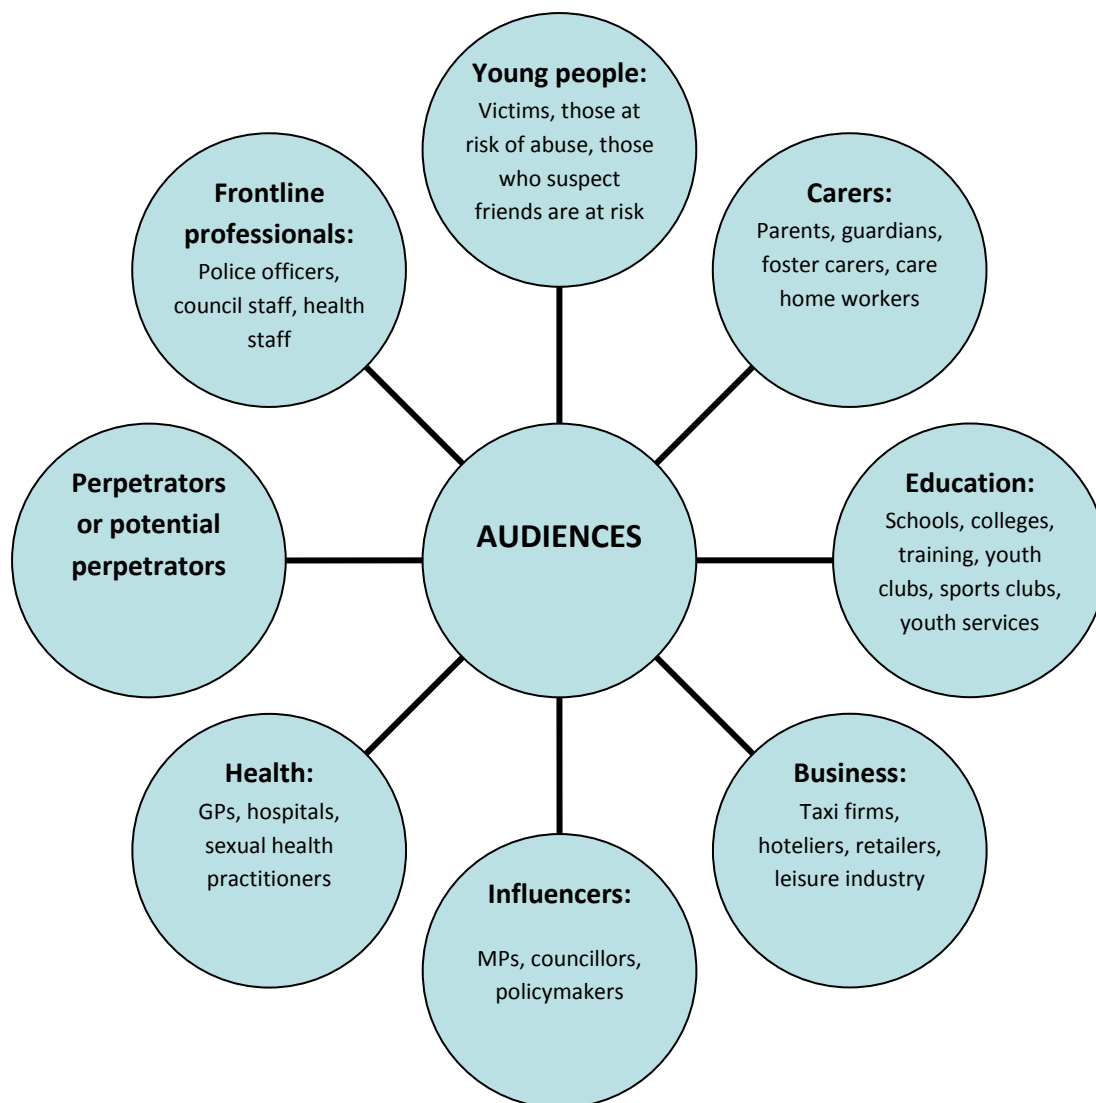 Young people:
Victims, those at
risk of abuse, those
who suspect
friends are at risk
Carers:
Parents, guardians,
foster carers, care
home workers
Education:
Schools, colleges,
training, youth
clubs, sports clubs,
youth services
Business:
Taxi firms,
hoteliers, retailers,
leisure industry
Influencers:
MPs, councillors,
policymakers
Health:
GPs, hospitals,
sexual health
practitioners
Perpetrators
or potential
perpetrators
Frontline
professionals:
Police officers,
council staff, health
staff
AUDIENCES